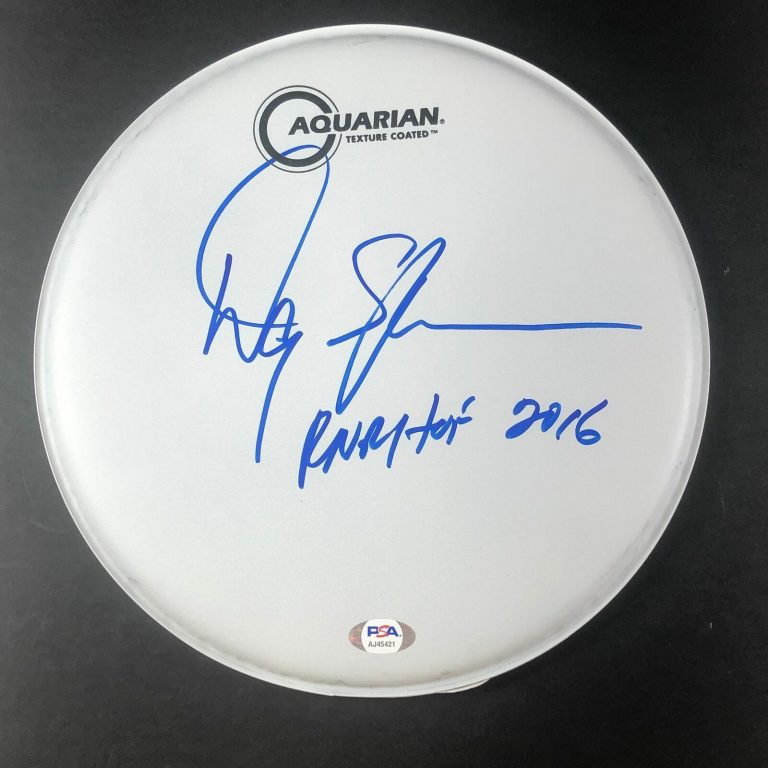 AQUARIAN®
TEXTURE COATED™
RNRHOF 2016
PSA
AJ45421